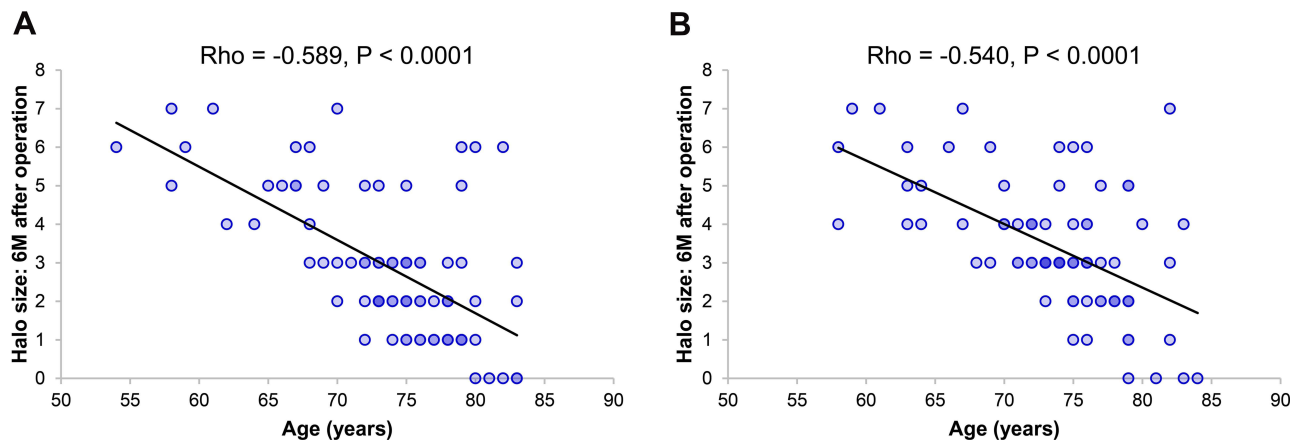 A
Rho = -0.589, P < 0.0001
Halo size: 6M after operation
8
7
6
5
4
3
2
1
0
50 55 60 65 70 75 80 85 90
Age (years)
B
Rho = -0.540, P < 0.0001
Halo size: 6M after operation
8
7
6
5
4
3
2
1
0
50 55 60 65 70 75 80 85 90
Age (years)